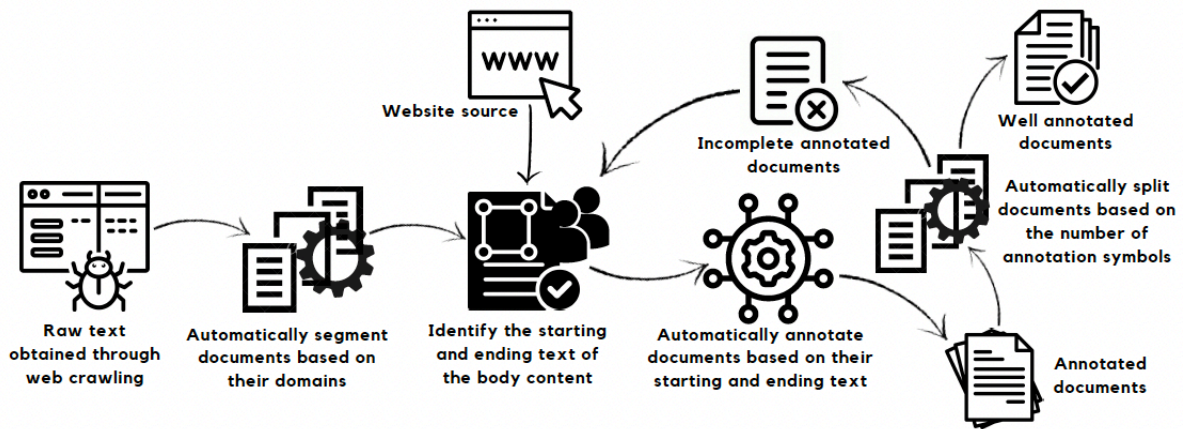 WWW
Website source
Incomplete annotated
documents
Well annotated
documents
Automatically split
documents based on
the number of
annotation symbols
Raw text
obtained through
web crawling
Automatically segment
documents based on
their domains
Identify the starting
and ending text of
the body content
Automatically annotate
documents based on their
starting and ending text
Annotated
documents